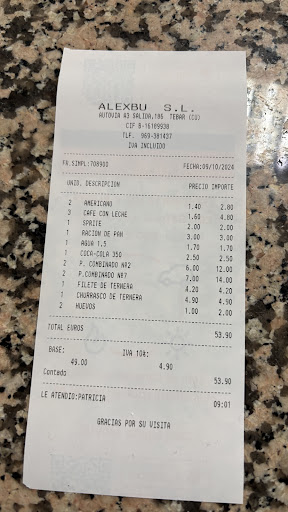 ALEXBU S.L.
AUTOVIA A3 SALIDA,186 TEBAR (CU)
CIF B-16109938
TLF. 969-381437
IVA INCLUIDO
FV.SIMPL:708900 FECHA:05/10/2024
UNID. DESCRIPCION PRECIO IMPORTE
2 AMERICANO 1.40 2.80
3 CAFE CON LECHE 1.60 4.80
1 SPRITE 2.00 2.00
1 RACION DE PAN 3.00 3.00
1 AGUA 1,5 1.70 1.70
1 COCA-COLA 350 2.50 2.50
2 P. COMBINADO Nº2 6.00 12.00
2 P.COMBINADO Nº7 7.00 14.00
1 FILETE DE TERNERA 4.20 4.20
1 CHURRASCO DE TERNERA 4.90 4.90
2 HUEVOS 1.00 2.00
TOTAL EUROS 53.90
BASE: IVA 10%:
49.00 4.90
Contado 53.90
LE ATENDIO:PATRICIA 09:01
GRACIAS POR SU VISITA